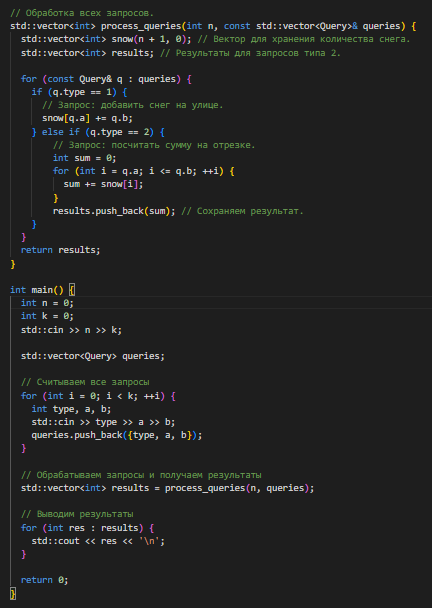 // Обработка всех запросов.
std::vector<int> process_queries(int n, const std::vector<Query>& queries) {
  std::vector<int> snow(n + 1, 0); // Вектор для хранения количества снега.
  std::vector<int> results; // Результаты для запросов типа 2.

  for (const Query& q : queries) {
    if (q.type == 1) {
      // Запрос: добавить снег на улице.
      snow[q.a] += q.b;
    } else if (q.type == 2) {
        // Запрос: посчитать сумму на отрезке.
        int sum = 0;
        for (int i = q.a; i <= q.b; ++i) {
          sum += snow[i];
        }
        results.push_back(sum); // Сохраняем результат.
    }
  }
  return results;
}

int main() {
  int n = 0;
  int k = 0;
  std::cin >> n >> k;

  std::vector<Query> queries;

  // Считываем все запросы
  for (int i = 0; i < k; ++i) {
    int type, a, b;
    std::cin >> type >> a >> b;
    queries.push_back({type, a, b});
  }

  // Обрабатываем запросы и получаем результаты
  std::vector<int> results = process_queries(n, queries);

  // Выводим результаты
  for (int res : results) {
    std::cout << res << '\n';
  }

  return 0;
}